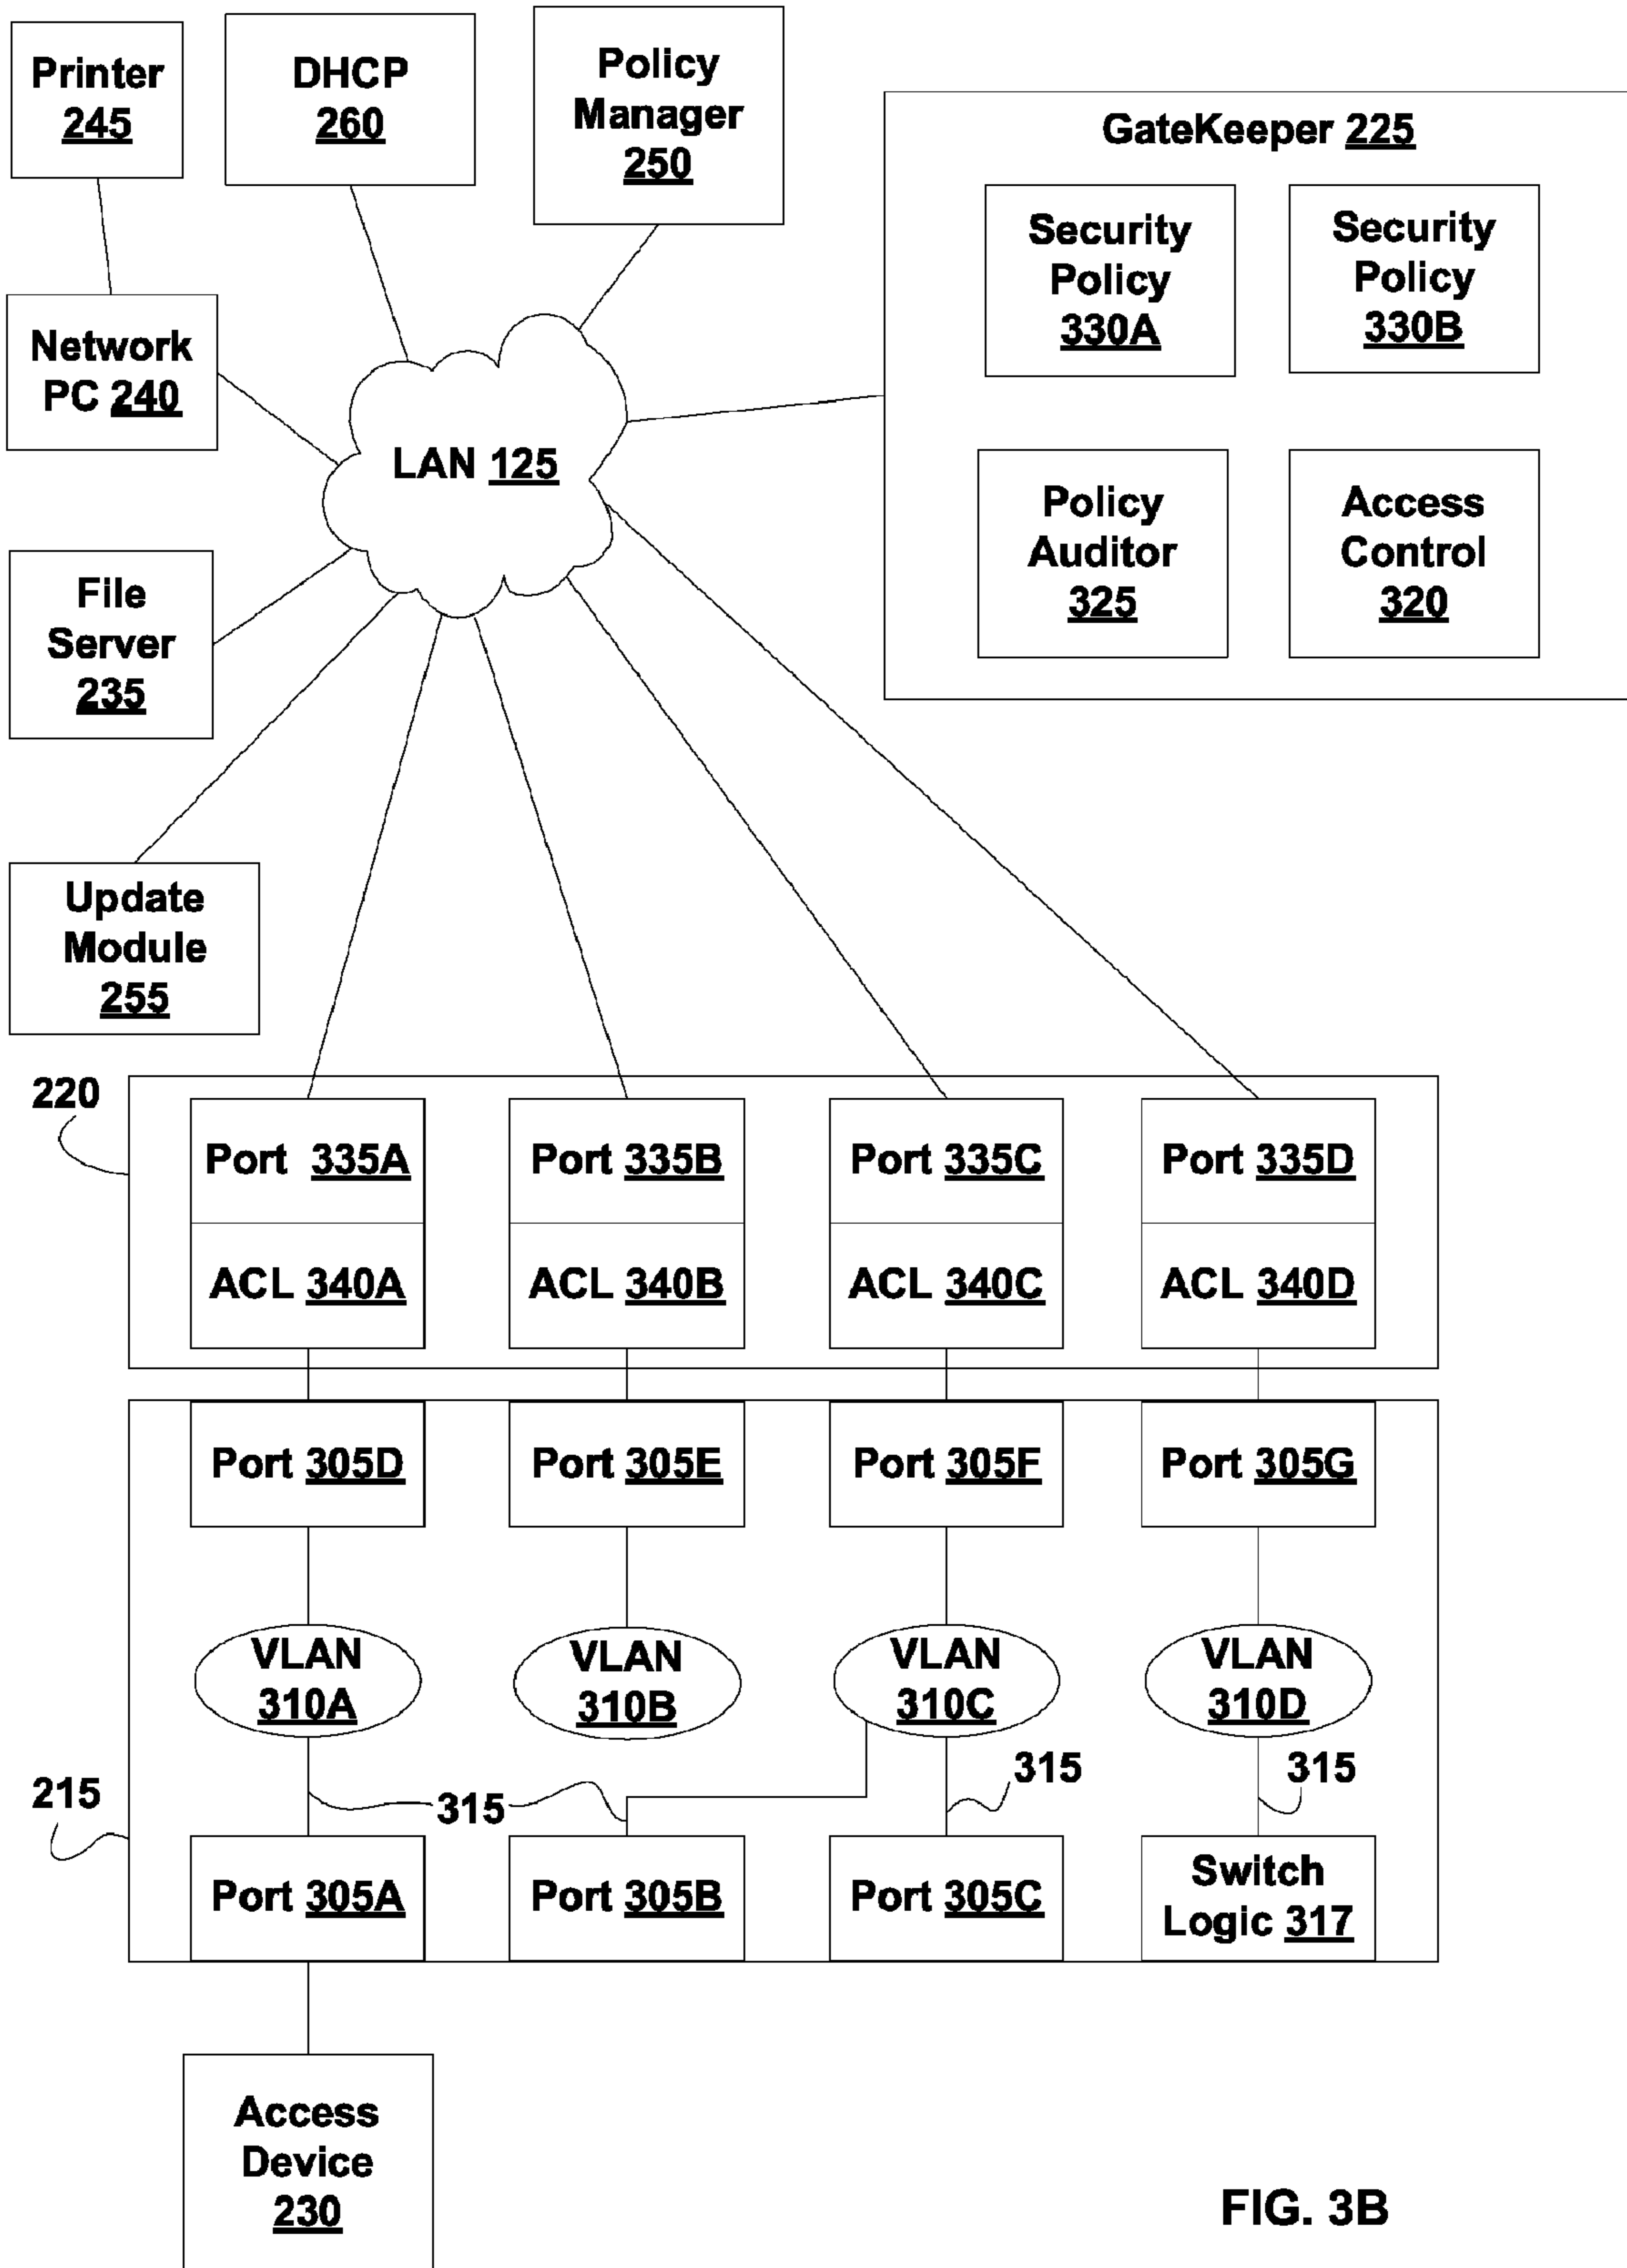 Printer
245
DHCP
260
Policy
Manager
250
GateKeeper 225
Security
Policy
330A
Security
Policy
330B
Network
PC 240
LAN 125
Policy
Auditor
325
Access
Control
320
File
Server
235
Update
Module
255
220
Port 335A
Port 335B
Port 335C
Port 335D
ACL 340A
ACL 340B
ACL 340C
ACL 340D
Port 305D
Port 305E
Port 305F
Port 305G
VLAN
310A
VLAN
310B
VLAN
310C
VLAN
310D
215
315
315
315
Port 305A
Port 305B
Port 305C
Switch
Logic 317
Access
Device
230
FIG. 3B